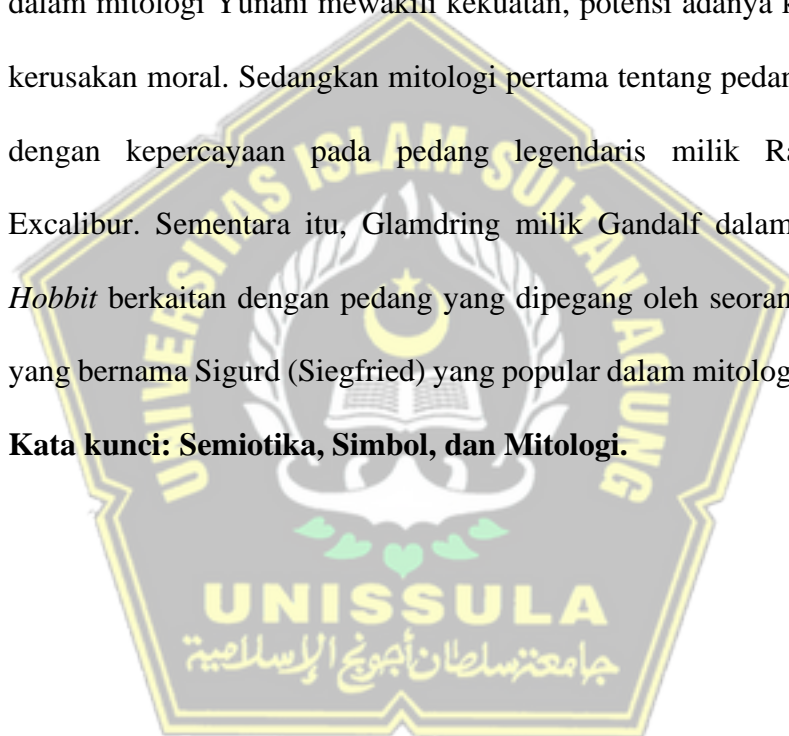 dalam mitologi Yunani mewakili kekuatan, potensi adanya k
kerusakan moral. Sedangkan mitologi pertama tentang pedan
dengan kepercayaan pada pedang legendaris milik Ra
Excalibur. Sementara itu, Glamdring milik Gandalf dalam
Hobbit berkaitan dengan pedang yang dipegang oleh seoran
yang bernama Sigurd (Siegfried) yang popular dalam mitolog
Kata kunci: Semiotika, Simbol, dan Mitologi.
UNIVERSITAS ISLAM SULTAN AGUNG
UNISSULA
جامعة سلطان أجونج الإسلامية